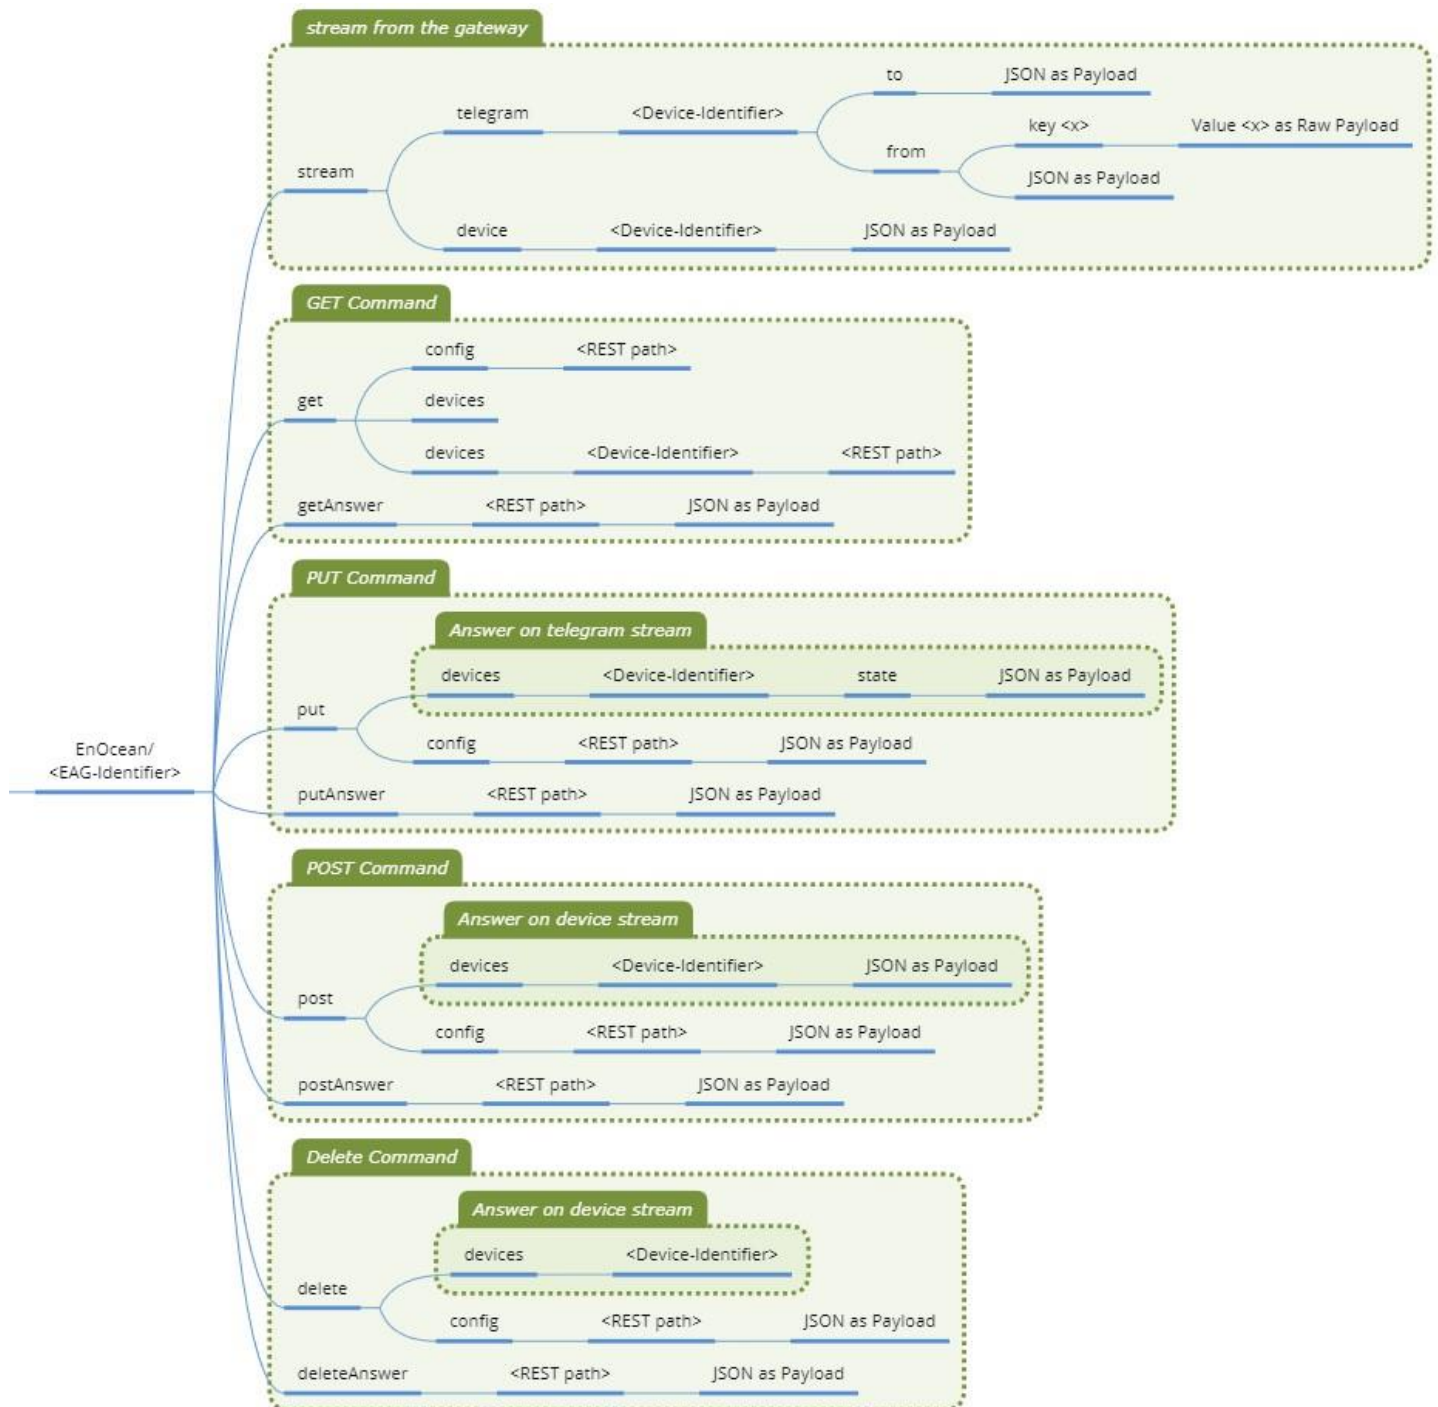 stream from the gateway
to
JSON as Payload
telegram
<Device-Identifier>
key <x>
Value <x> as Raw Payload
from
stream
JSON as Payload
device
<Device-Identifier>
JSON as Payload
GET Command
config
<REST path>
get
devices
devices
<Device-Identifier>
<REST path>
getAnswer
<REST path>
JSON as Payload
PUT Command
Answer on telegram stream
devices
<Device-Identifier>
state
JSON as Payload
put
config
<REST path>
JSON as Payload
EnOcean/
<EAG-Identifier>
putAnswer
<REST path>
JSON as Payload
POST Command
Answer on device stream
devices
<Device-Identifier>
JSON as Payload
post
config
<REST path>
JSON as Payload
postAnswer
<REST path>
JSON as Payload
Delete Command
Answer on device stream
devices
<Device-Identifier>
delete
config
<REST path>
JSON as Payload
deleteAnswer
<REST path>
JSON as Payload